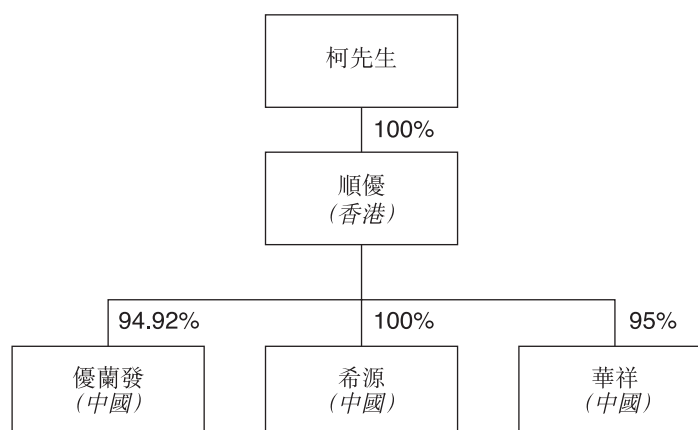 柯先生
100%
順優
(香港)
94.92%
100%
95%
優蘭發
(中國)
希源
(中國)
華祥
(中國)